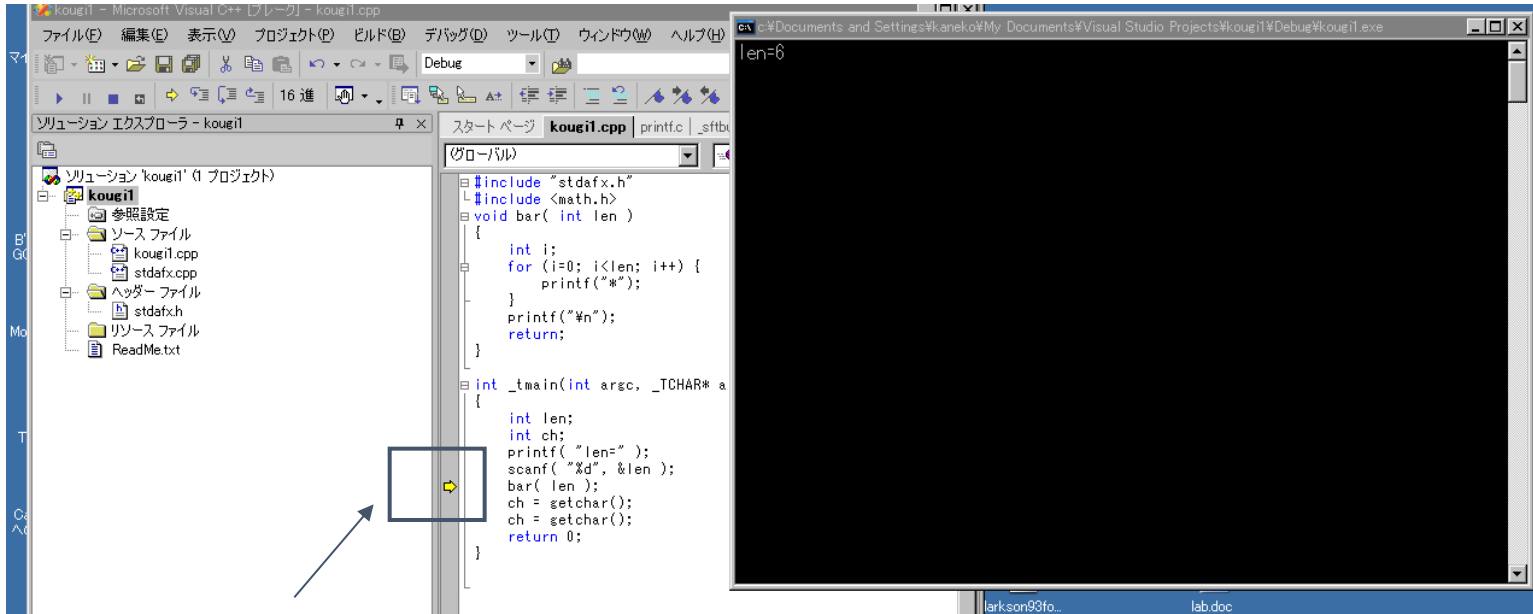 kougi1 - Microsoft Visual C++ [ブレーク] - kougi1.cpp
ファイル(F) 編集(E) 表示(V) プロジェクト(P) ビルド(B) デバッグ(D) ツール(T) ウィンドウ(W) ヘルプ(H)
Debug
16 進
ソリューション エクスプローラ - kougi1
ソリューション 'kougi1' (1 プロジェクト)
kougi1
参照設定
ソース ファイル
kougi1.cpp
stdafx.cpp
ヘッダー ファイル
stdafx.h
リソース ファイル
ReadMe.txt
スタート ページ kougi1.cpp printf.c _sftbu
(グローバル)
#include "stdafx.h"
#include <math.h>
void bar( int len )
{
int i;
for (i=0; i<len; i++) {
printf("*");
}
printf("¥n");
return;
}
int _tmain(int argc, _TCHAR* a
{
int len;
int ch;
printf( "len=" );
scanf( "%d", &len );
bar( len );
ch = getchar();
ch = getchar();
return 0;
}
c:¥Documents and Settings¥kaneko¥My Documents¥Visual Studio Projects¥kougi1¥Debug¥kougi1.exe
len=6
larkson93fo...
lab.doc